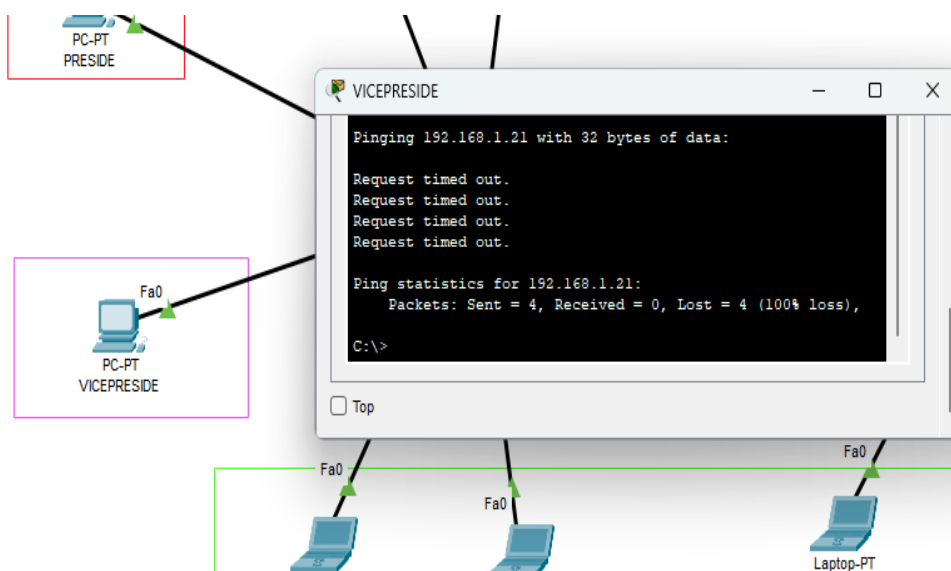 PC-PT
PRESIDE
VICEPRESIDE
Pinging 192.168.1.21 with 32 bytes of data:
Request timed out.
Request timed out.
Request timed out.
Request timed out.
Ping statistics for 192.168.1.21:
Packets: Sent = 4, Received = 0, Lost = 4 (100% loss),
C:\>
Top
Fa0
PC-PT
VICEPRESIDE
Fa0
Fa0
Fa0
Laptop-PT